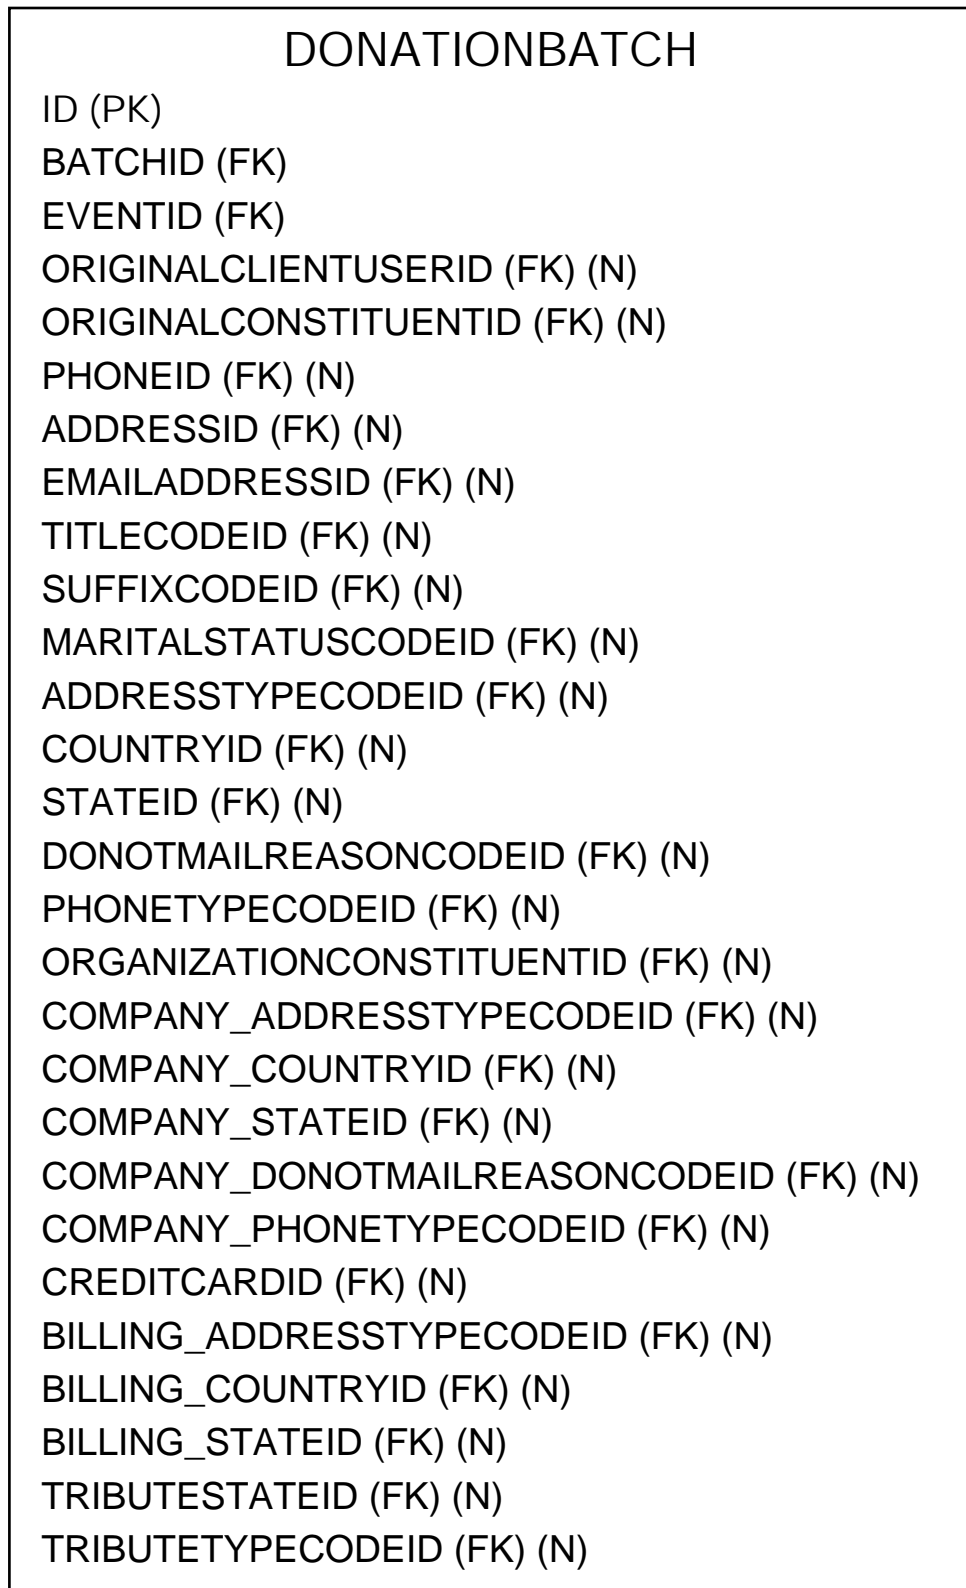 DONATIONBATCH
ID (PK)
BATCHID (FK)
EVENTID (FK)
ORIGINALCLIENTUSERID (FK) (N)
ORIGINALCONSTITUENTID (FK) (N)
PHONEID (FK) (N)
ADDRESSID (FK) (N)
EMAILADDRESSID (FK) (N)
TITLECODEID (FK) (N)
SUFFIXCODEID (FK) (N)
MARITALSTATUSCODEID (FK) (N)
ADDRESSTYPECODEID (FK) (N)
COUNTRYID (FK) (N)
STATEID (FK) (N)
DONOTMAILREASONCODEID (FK) (N)
PHONETYPECODEID (FK) (N)
ORGANIZATIONCONSTITUENTID (FK) (N)
COMPANY_ADDRESSTYPECODEID (FK) (N)
COMPANY_COUNTRYID (FK) (N)
COMPANY_STATEID (FK) (N)
COMPANY_DONOTMAILREASONCODEID (FK) (N)
COMPANY_PHONETYPECODEID (FK) (N)
CREDITCARDID (FK) (N)
BILLING_ADDRESSTYPECODEID (FK) (N)
BILLING_COUNTRYID (FK) (N)
BILLING_STATEID (FK) (N)
TRIBUTESTATEID (FK) (N)
TRIBUTETYPECODEID (FK) (N)